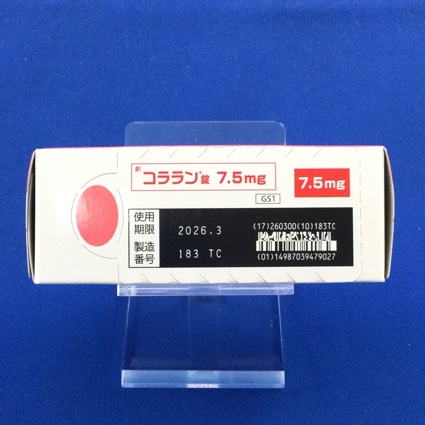 劇 コララン®錠 7.5mg
7.5mg
GS1
使用
期限
2026.3
製造
番号
183 TC
(17)260300(10)183TC
(01)14987039479027